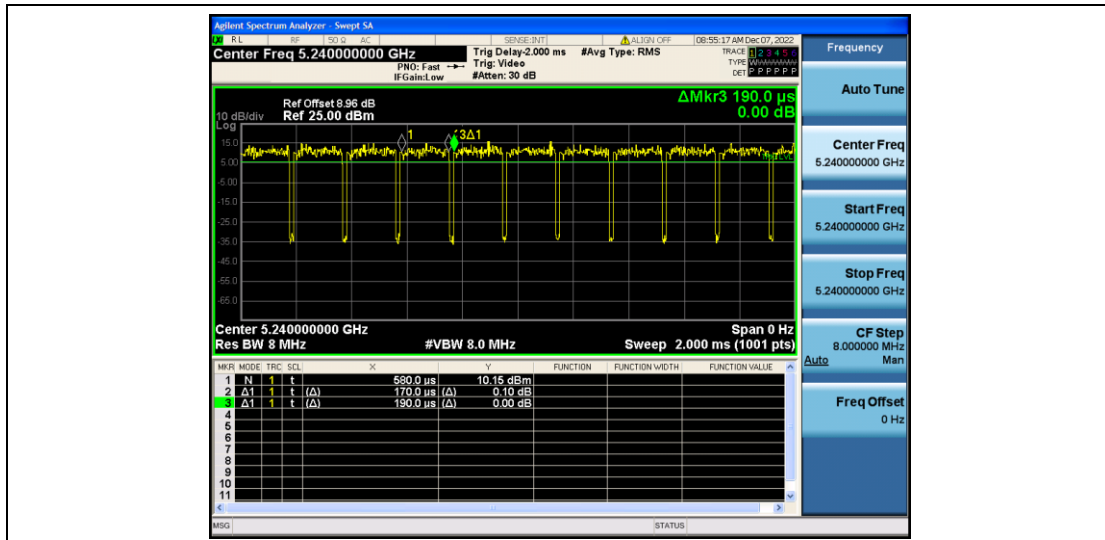 Agilent Spectrum Analyzer - Swept SA
RL RF 50 Ω AC SENSE:INT ALIGN OFF 08:55:17 AM Dec 07, 2022
Center Freq 5.240000000 GHz
PNO: Fast
IFGain:Low
Trig Delay-2.000 ms
Trig: Video
#Atten: 30 dB
#Avg Type: RMS
TRACE 1 2 3 4 5 6
TYPE WWWWWW
DET P P P P P P
ΔMkr3 190.0 µs
0.00 dB
Ref Offset 8.96 dB
10 dB/div Ref 25.00 dBm
Log
15.0
5.00
-5.00
-15.0
-25.0
-35.0
-45.0
-55.0
-65.0
1
3Δ1
Center 5.240000000 GHz Span 0 Hz
Res BW 8 MHz #VBW 8.0 MHz Sweep 2.000 ms (1001 pts)
MKR MODE TRC SCL X Y FUNCTION FUNCTION WIDTH FUNCTION VALUE
1 N 1 t 580.0 µs 10.15 dBm
2 Δ1 1 t (Δ) 170.0 µs (Δ) 0.10 dB
3 Δ1 1 t (Δ) 190.0 µs (Δ) 0.00 dB
4
5
6
7
8
9
10
11
MSG STATUS
Frequency
Auto Tune
Center Freq
5.240000000 GHz
Start Freq
5.240000000 GHz
Stop Freq
5.240000000 GHz
CF Step
8.000000 MHz
Auto Man
Freq Offset
0 Hz